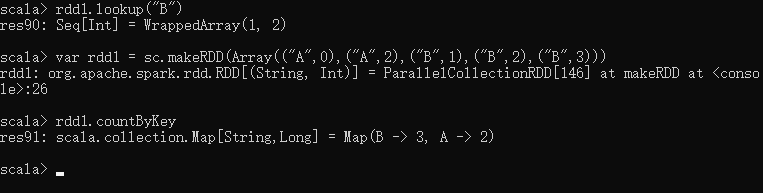 scala> rdd1.lookup("B")
res90: Seq[Int] = WrappedArray(1, 2)
scala> var rdd1 = sc.makeRDD(Array(("A",0),("A",2),("B",1),("B",2),("B",3)))
rdd1: org.apache.spark.rdd.RDD[(String, Int)] = ParallelCollectionRDD[146] at makeRDD at <conso
le>:26
scala> rdd1.countByKey
res91: scala.collection.Map[String,Long] = Map(B -> 3, A -> 2)
scala>